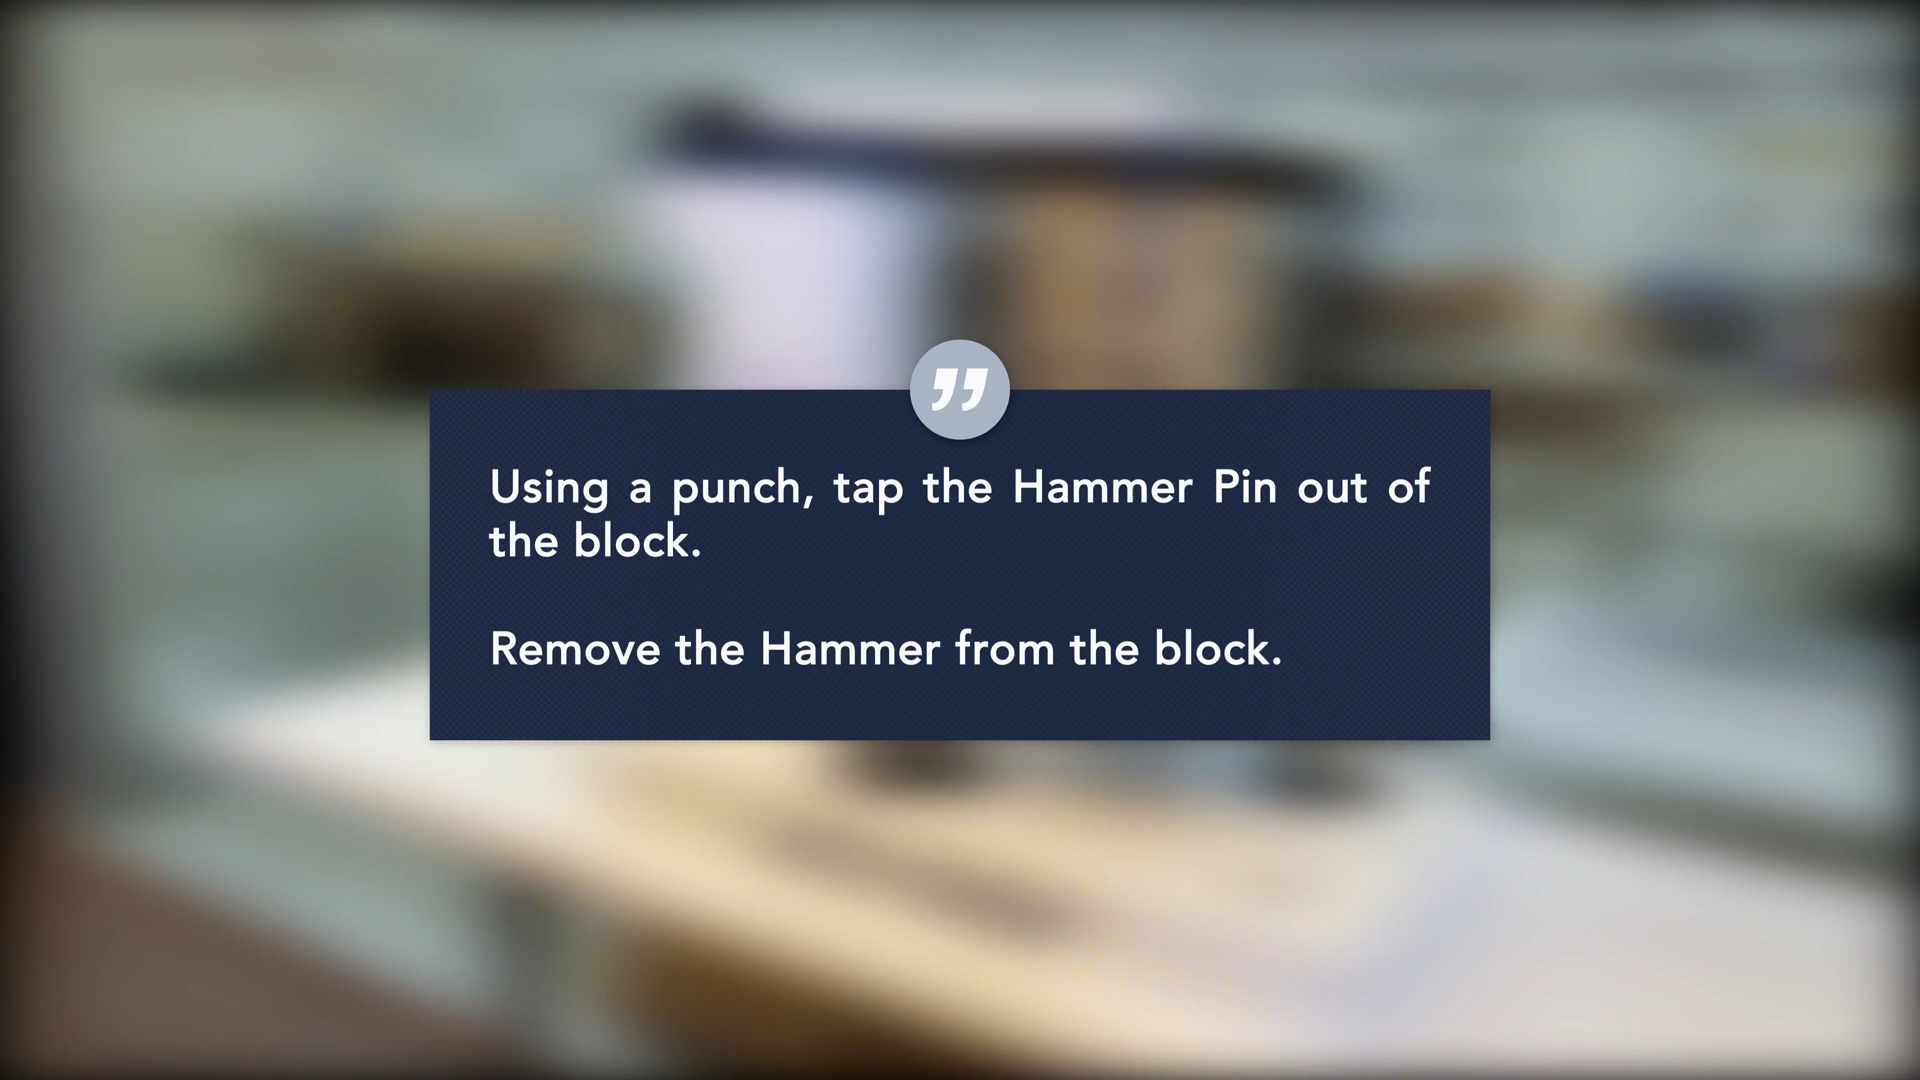 Using a punch, tap the Hammer Pin out of
the block.
Remove the Hammer from the block.